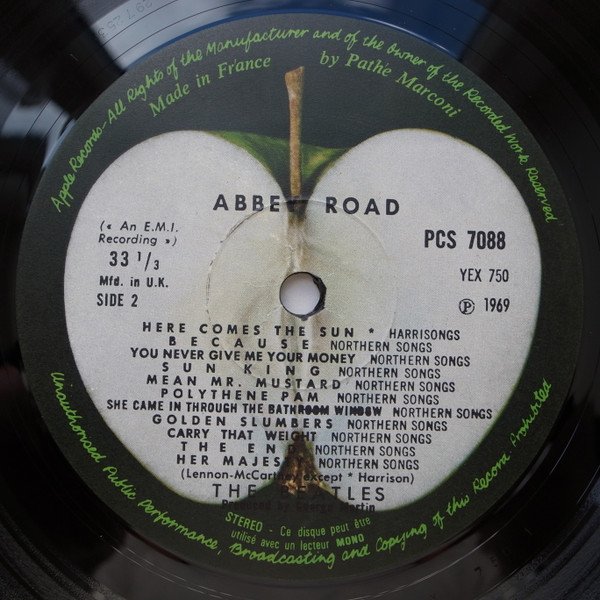 Apple Records–All Rights of the Manufacturer and of the Owner of the Recorded Work Reserved
Made in France by Pathé Marconi
ABBEY ROAD
(« An E.M.I.
Recording »)
33 1/3
Mfd. in U.K.
SIDE 2
PCS 7088
YEX 750
℗ 1969
HERE COMES THE SUN * HARRISONGS
BECAUSE NORTHERN SONGS
YOU NEVER GIVE ME YOUR MONEY NORTHERN SONGS
SUN KING NORTHERN SONGS
MEAN MR. MUSTARD NORTHERN SONGS
POLYTHENE PAM NORTHERN SONGS
SHE CAME IN THROUGH THE BATHROOM WINDOW NORTHERN SONGS
GOLDEN SLUMBERS NORTHERN SONGS
CARRY THAT WEIGHT NORTHERN SONGS
THE END NORTHERN SONGS
HER MAJESTY NORTHERN SONGS
(Lennon-McCartney except * Harrison)
THE BEATLES
Produced by George Martin
STEREO - Ce disque peut être
utilisé avec un lecteur MONO
Unauthorised Public Performance, Broadcasting and Copying of this Record Prohibited